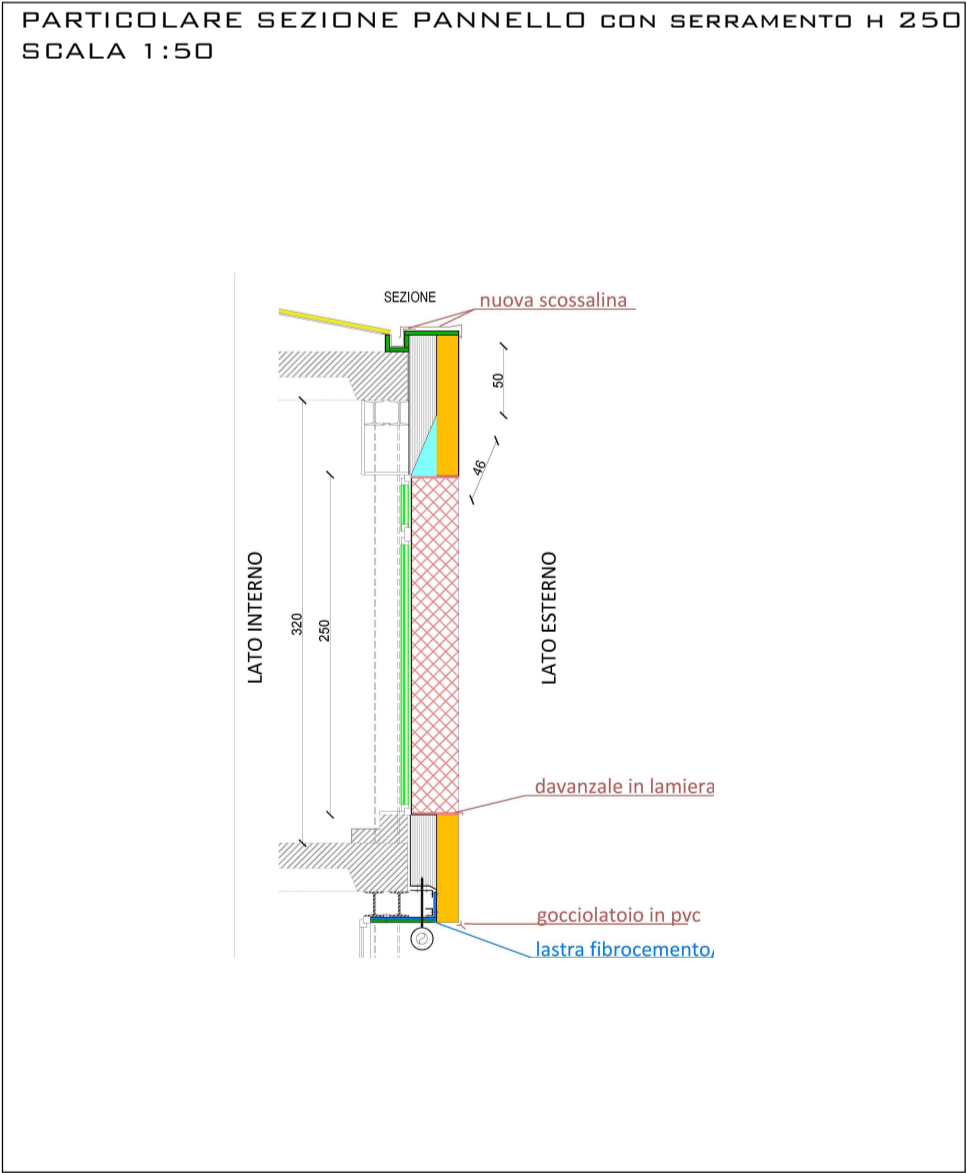 PARTICOLARE SEZIONE PANNELLO CON SERRAMENTO H 250
SCALA 1:50
SEZIONE
nuova scossalina
50
46
LATO INTERNO
320
250
LATO ESTERNO
davanzale in lamiera
gocciolatoio in pvc
lastra fibrocemento/